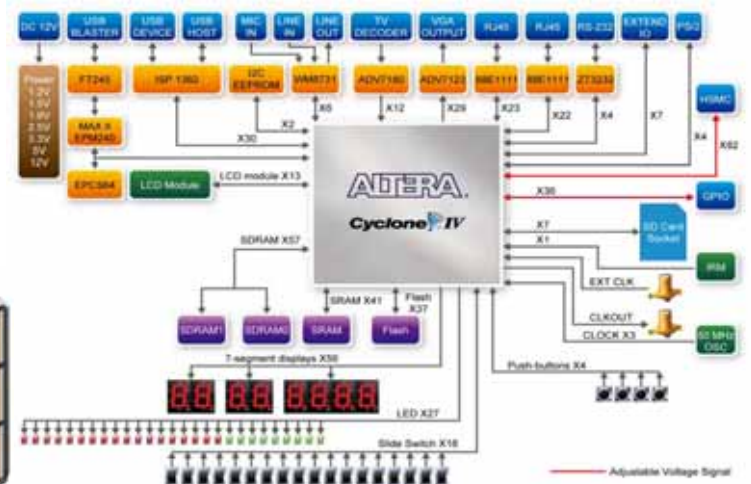 DC 12V
USB BLASTER
USB DEVICE
USB HOST
MIC IN
LINE IN
LINE OUT
TV DECODER
VGA OUTPUT
RJ45
RJ45
RS-232
EXTEND IO
PS/2
Power
1.2V
1.5V
1.8V
2.5V
3.3V
5V
12V
FT245
ISP 1362
I2C EEPROM
WM8731
ADV7180
ADV7123
88E1111
88E1111
ZT3232
HSMC
MAX II EPM240
X2
X30
X6
X12
X29
X23
X22
X4
X7
X4
X62
EPCS64
LCD Module
LCD module X13
ALTERA
Cyclone IV
X36
GPIO
X7
SD Card Socket
X1
IRM
SDRAM X57
EXT CLK
SRAM X41
Flash X37
CLKOUT
CLOCK X3
50 MHz OSC
SDRAM1
SDRAM0
SRAM
Flash
7-segment displays X56
Push-buttons X4
LED X27
Slide Switch X18
Adjustable Voltage Signal